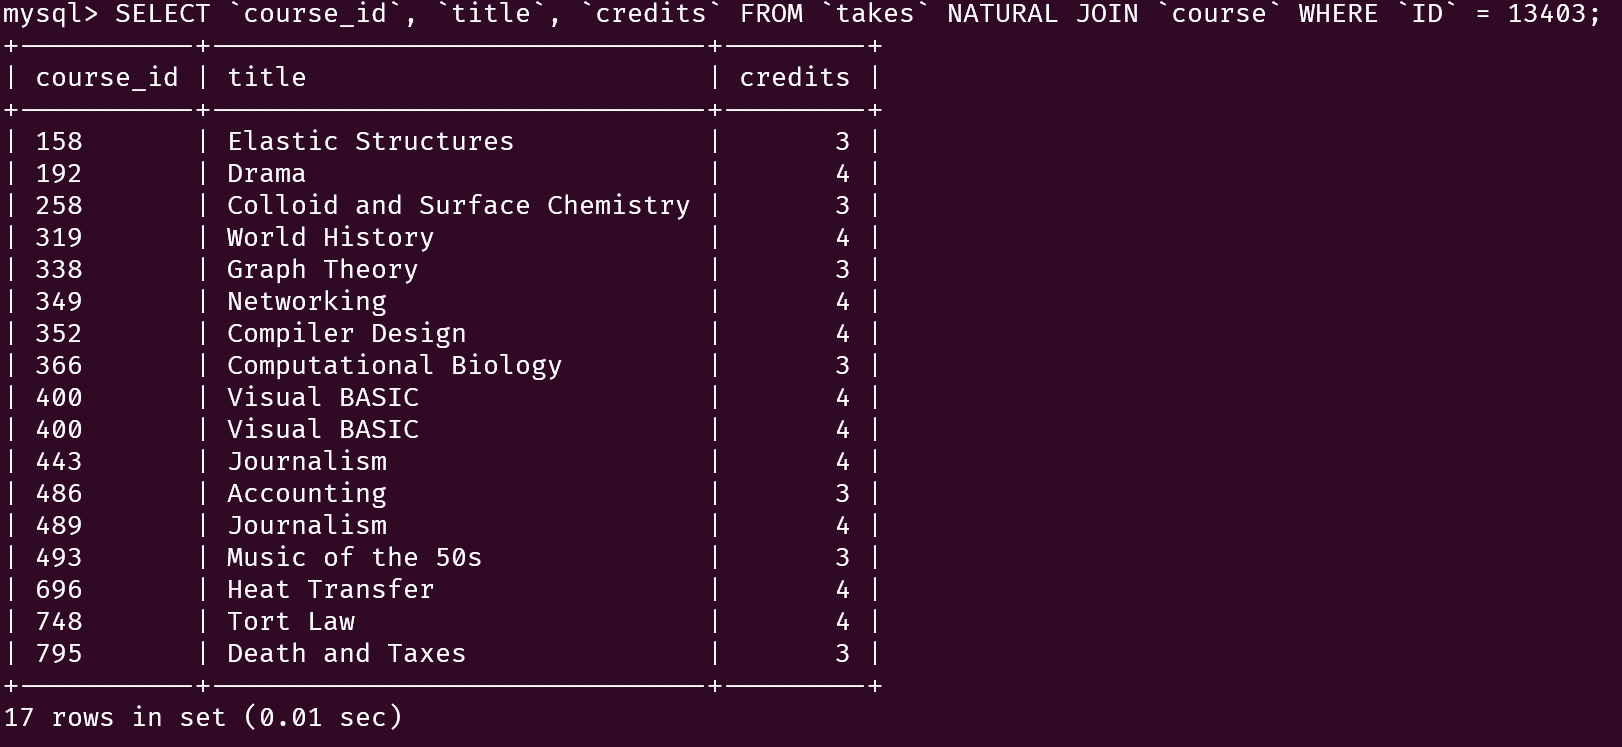 mysql> SELECT `course_id`, `title`, `credits` FROM `takes` NATURAL JOIN `course` WHERE `ID` = 13403;
+-----------+-------------------------------+---------+
| course_id | title                         | credits |
+-----------+-------------------------------+---------+
| 158       | Elastic Structures            |       3 |
| 192       | Drama                         |       4 |
| 258       | Colloid and Surface Chemistry |       3 |
| 319       | World History                 |       4 |
| 338       | Graph Theory                  |       3 |
| 349       | Networking                    |       4 |
| 352       | Compiler Design               |       4 |
| 366       | Computational Biology         |       3 |
| 400       | Visual BASIC                  |       4 |
| 400       | Visual BASIC                  |       4 |
| 443       | Journalism                    |       4 |
| 486       | Accounting                    |       3 |
| 489       | Journalism                    |       4 |
| 493       | Music of the 50s              |       3 |
| 696       | Heat Transfer                 |       4 |
| 748       | Tort Law                      |       4 |
| 795       | Death and Taxes               |       3 |
+-----------+-------------------------------+---------+
17 rows in set (0.01 sec)